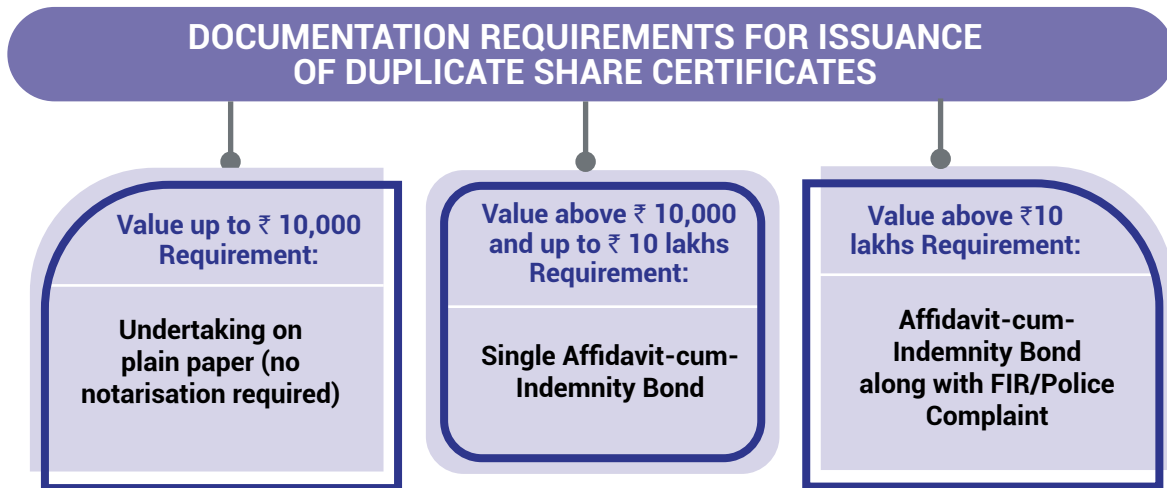 DOCUMENTATION REQUIREMENTS FOR ISSUANCE
OF DUPLICATE SHARE CERTIFICATES
Value up to ₹ 10,000
Requirement:
Undertaking on
plain paper (no
notarisation required)
Value above ₹ 10,000
and up to ₹ 10 lakhs
Requirement:
Single Affidavit-cum-
Indemnity Bond
Value above ₹10
lakhs Requirement:
Affidavit-cum-
Indemnity Bond
along with FIR/Police
Complaint